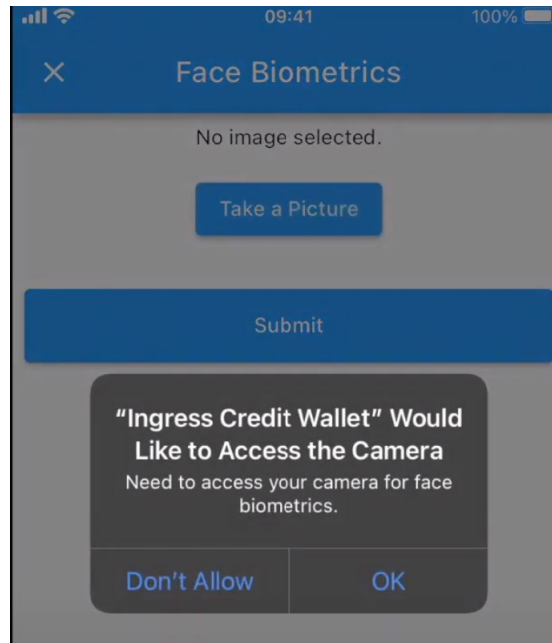 09:41
100%
Face Biometrics
No image selected.
Take a Picture
Submit
“Ingress Credit Wallet” Would
Like to Access the Camera
Need to access your camera for face
biometrics.
Don’t Allow
OK